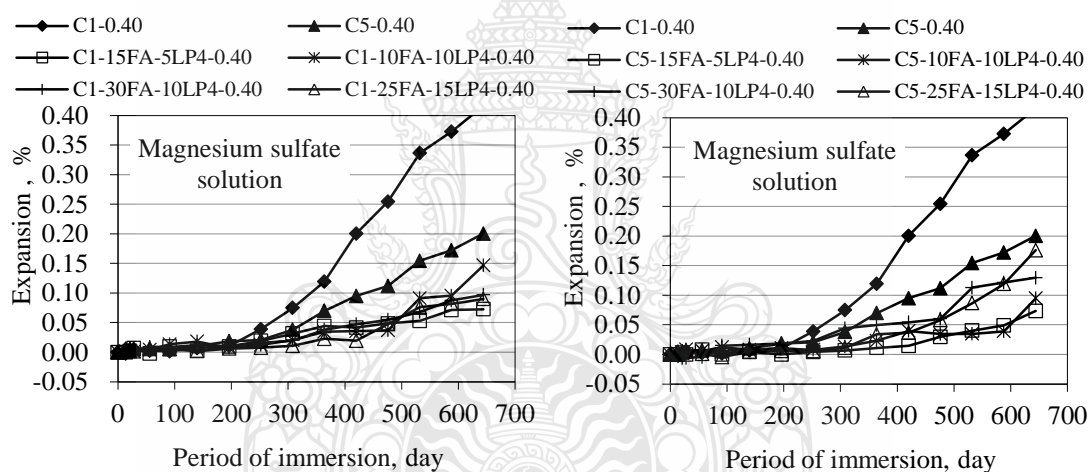 C1-0.40 C5-0.40
C1-15FA-5LP4-0.40 C1-10FA-10LP4-0.40
C1-30FA-10LP4-0.40 C1-25FA-15LP4-0.40
0.40
0.35
0.30
0.25
0.20
0.15
0.10
0.05
0.00
-0.05
Expansion , %
Magnesium sulfate
solution
0 100 200 300 400 500 600 700
Period of immersion, day
C1-0.40 C5-0.40
C5-15FA-5LP4-0.40 C5-10FA-10LP4-0.40
C5-30FA-10LP4-0.40 C5-25FA-15LP4-0.40
0.40
0.35
0.30
0.25
0.20
0.15
0.10
0.05
0.00
-0.05
Expansion , %
Magnesium sulfate
solution
0 100 200 300 400 500 600 700
Period of immersion, day